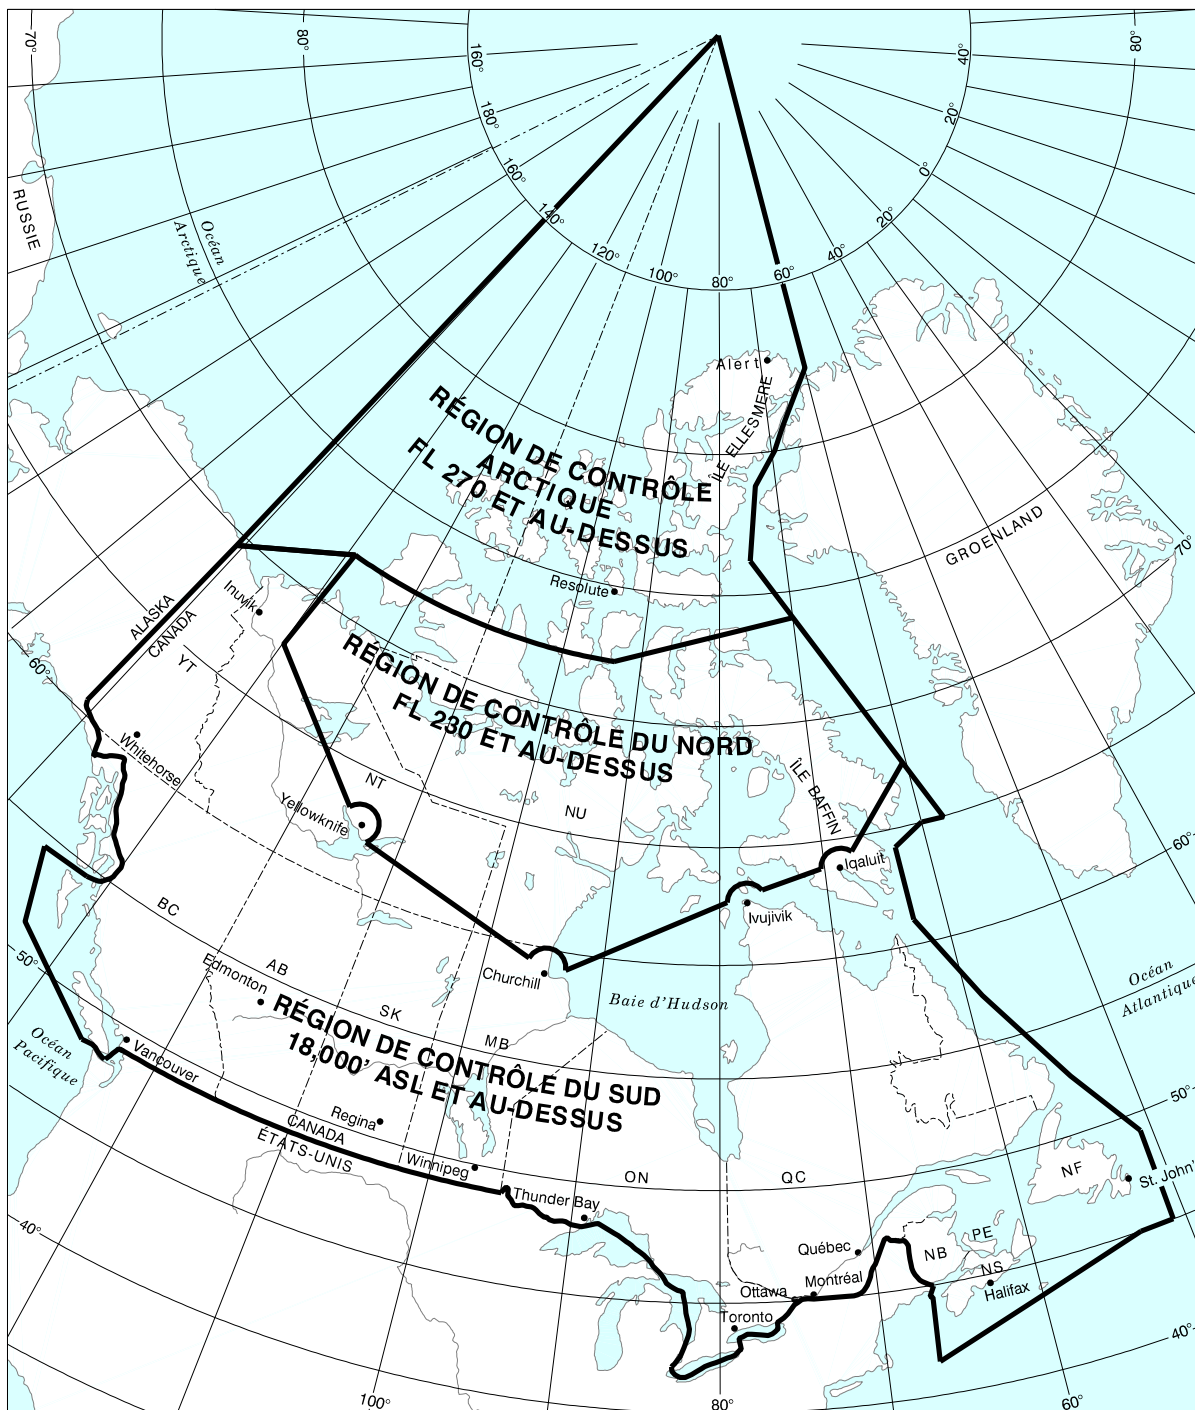 70°
80°
160°
180°
160°
140°
120°
100°
80°
60°
40°
20°
0°
20°
40°
80°
RUSSIE
Océan
Arctique
Alert
ÎLE ELLESMERE
RÉGION DE CONTRÔLE
ARCTIQUE
FL 270 ET AU-DESSUS
GROENLAND
70°
Resolute
Inuvik
ALASKA
CANADA
YT
60°
RÉGION DE CONTRÔLE DU NORD
FL 230 ET AU-DESSUS
Whitehorse
NT
NU
ÎLE BAFFIN
Yellowknife
Iqaluit
60°
Ivujivik
BC
AB
Edmonton
SK
MB
Churchill
Baie d'Hudson
Océan
Atlantique
50°
Océan
Pacifique
Vancouver
RÉGION DE CONTRÔLE DU SUD
18,000' ASL ET AU-DESSUS
50°
Regina
CANADA
ÉTATS-UNIS
Winnipeg
Thunder Bay
ON
QC
NF
St. John'
40°
Québec
NB
PE
NS
Halifax
Ottawa
Montréal
Toronto
40°
100°
80°
60°